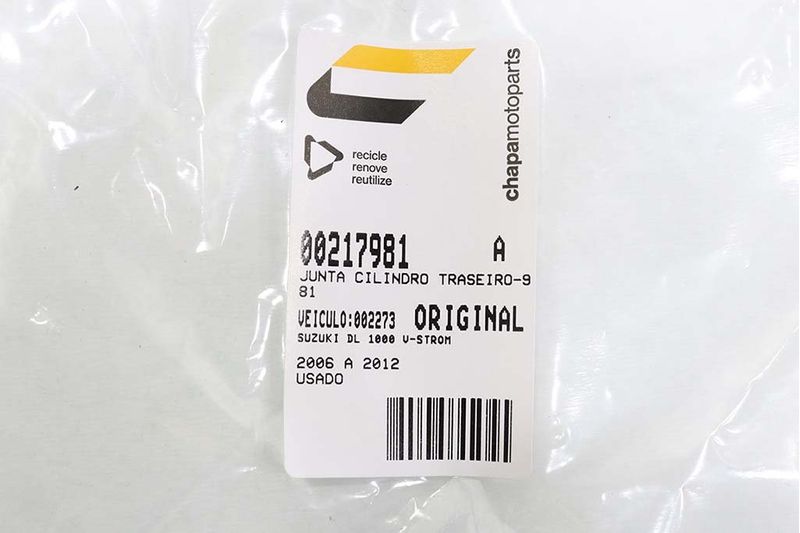 chapamotoparts
recicle
renove
reutilize
00217981 A
JUNTA CILINDRO TRASEIRO-9
81
VEICULO:002273 ORIGINAL
SUZUKI DL 1000 V-STROM
2006 A 2012
USADO